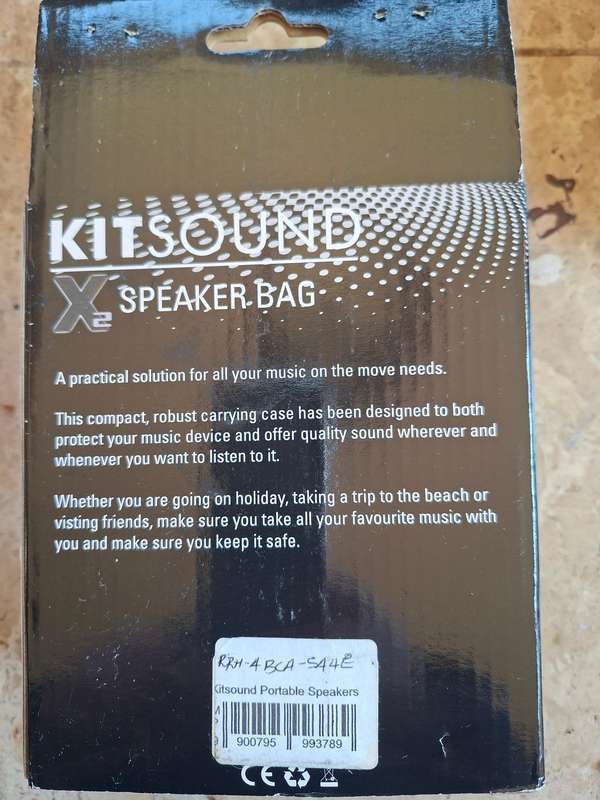 KITSOUND
X2 SPEAKER BAG
A practical solution for all your music on the move needs.
This compact, robust carrying case has been designed to both
protect your music device and offer quality sound wherever and
whenever you want to listen to it.
Whether you are going on holiday, taking a trip to the beach or
visting friends, make sure you take all your favourite music with
you and make sure you keep it safe.
RRH-A BCA-SA4E
Kitsound Portable Speakers
900795 993789
CE